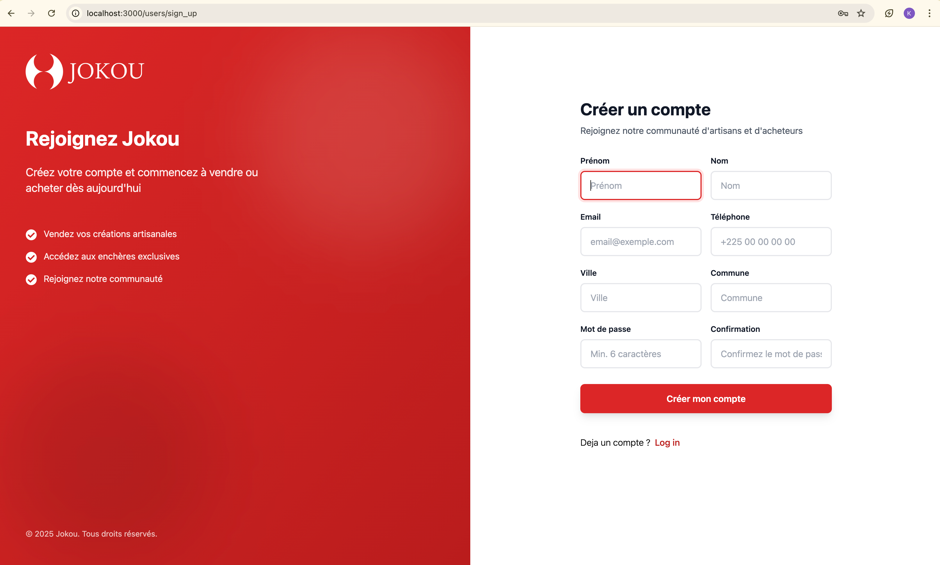 localhost:3000/users/sign_up
K
JOKOU
Rejoignez Jokou
Créez votre compte et commencez à vendre ou
acheter dès aujourd'hui
Vendez vos créations artisanales
Accédez aux enchères exclusives
Rejoignez notre communauté
© 2025 Jokou. Tous droits réservés.
Créer un compte
Rejoignez notre communauté d'artisans et d'acheteurs
Prénom Nom
Prénom Nom
Email Téléphone
email@exemple.com +225 00 00 00 00
Ville Commune
Ville Commune
Mot de passe Confirmation
Min. 6 caractères Confirmez le mot de pas
Créer mon compte
Deja un compte ? Log in